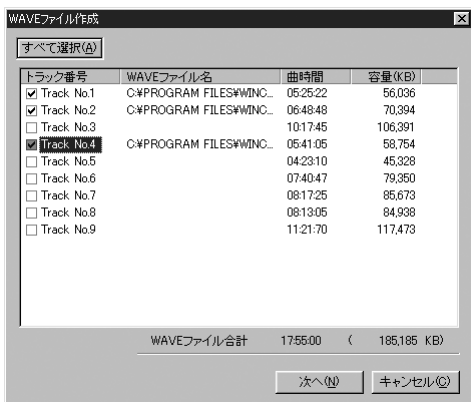 WAVEファイル作成
すべて選択(A)
トラック番号 WAVEファイル名 曲時間 容量(KB)
Track No.1 C:¥PROGRAM FILES¥WINC... 05:25:22 56,036
Track No.2 C:¥PROGRAM FILES¥WINC... 06:48:48 70,394
Track No.3 10:17:45 106,391
Track No.4 C:¥PROGRAM FILES¥WINC... 05:41:05 58,754
Track No.5 04:23:10 45,328
Track No.6 07:40:47 79,350
Track No.7 08:17:25 85,673
Track No.8 08:13:05 84,938
Track No.9 11:21:70 117,473
WAVEファイル合計 17:55:00 ( 185,185 KB)
次へ(N) キャンセル(C)